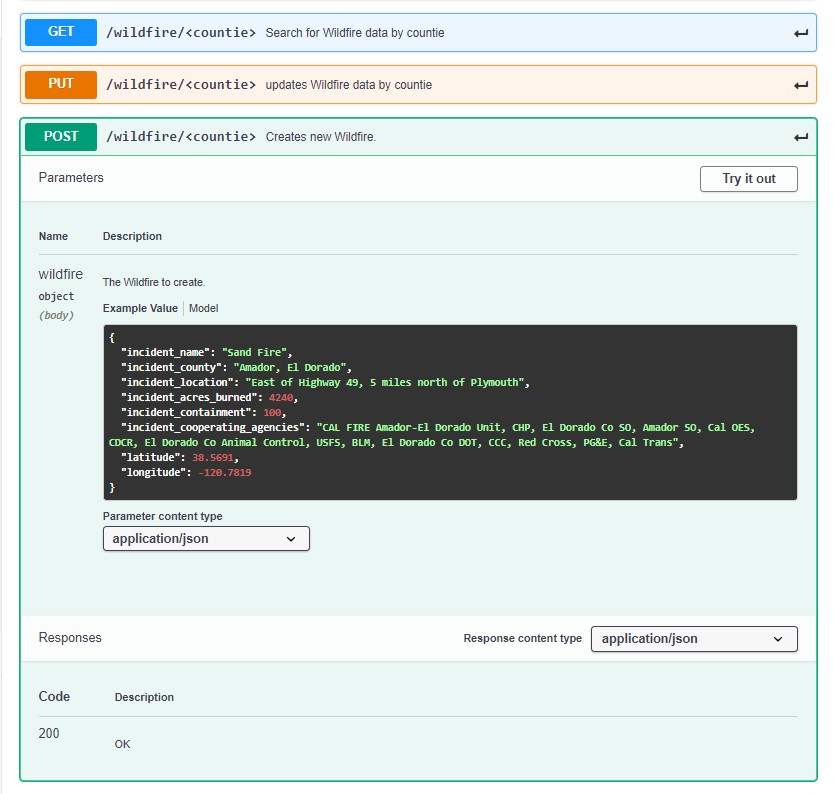 GET /wildfire/<countie> Search for Wildfire data by countie
PUT /wildfire/<countie> updates Wildfire data by countie
POST /wildfire/<countie> Creates new Wildfire.
Parameters Try it out
Name Description
wildfire
object
(body)
The Wildfire to create.
Example Value Model
{
"incident_name": "Sand Fire",
"incident_county": "Amador, El Dorado",
"incident_location": "East of Highway 49, 5 miles north of Plymouth",
"incident_acres_burned": 4240,
"incident_containment": 100,
"incident_cooperating_agencies": "CAL FIRE Amador-El Dorado Unit, CHP, El Dorado Co SO, Amador SO, Cal OES,
CDCR, El Dorado Co Animal Control, USFS, BLM, El Dorado Co DOT, CCC, Red Cross, PG&E, Cal Trans",
"latitude": 38.5691,
"longitude": -120.7819
}
Parameter content type
application/json
Responses Response content type application/json
Code Description
200 OK